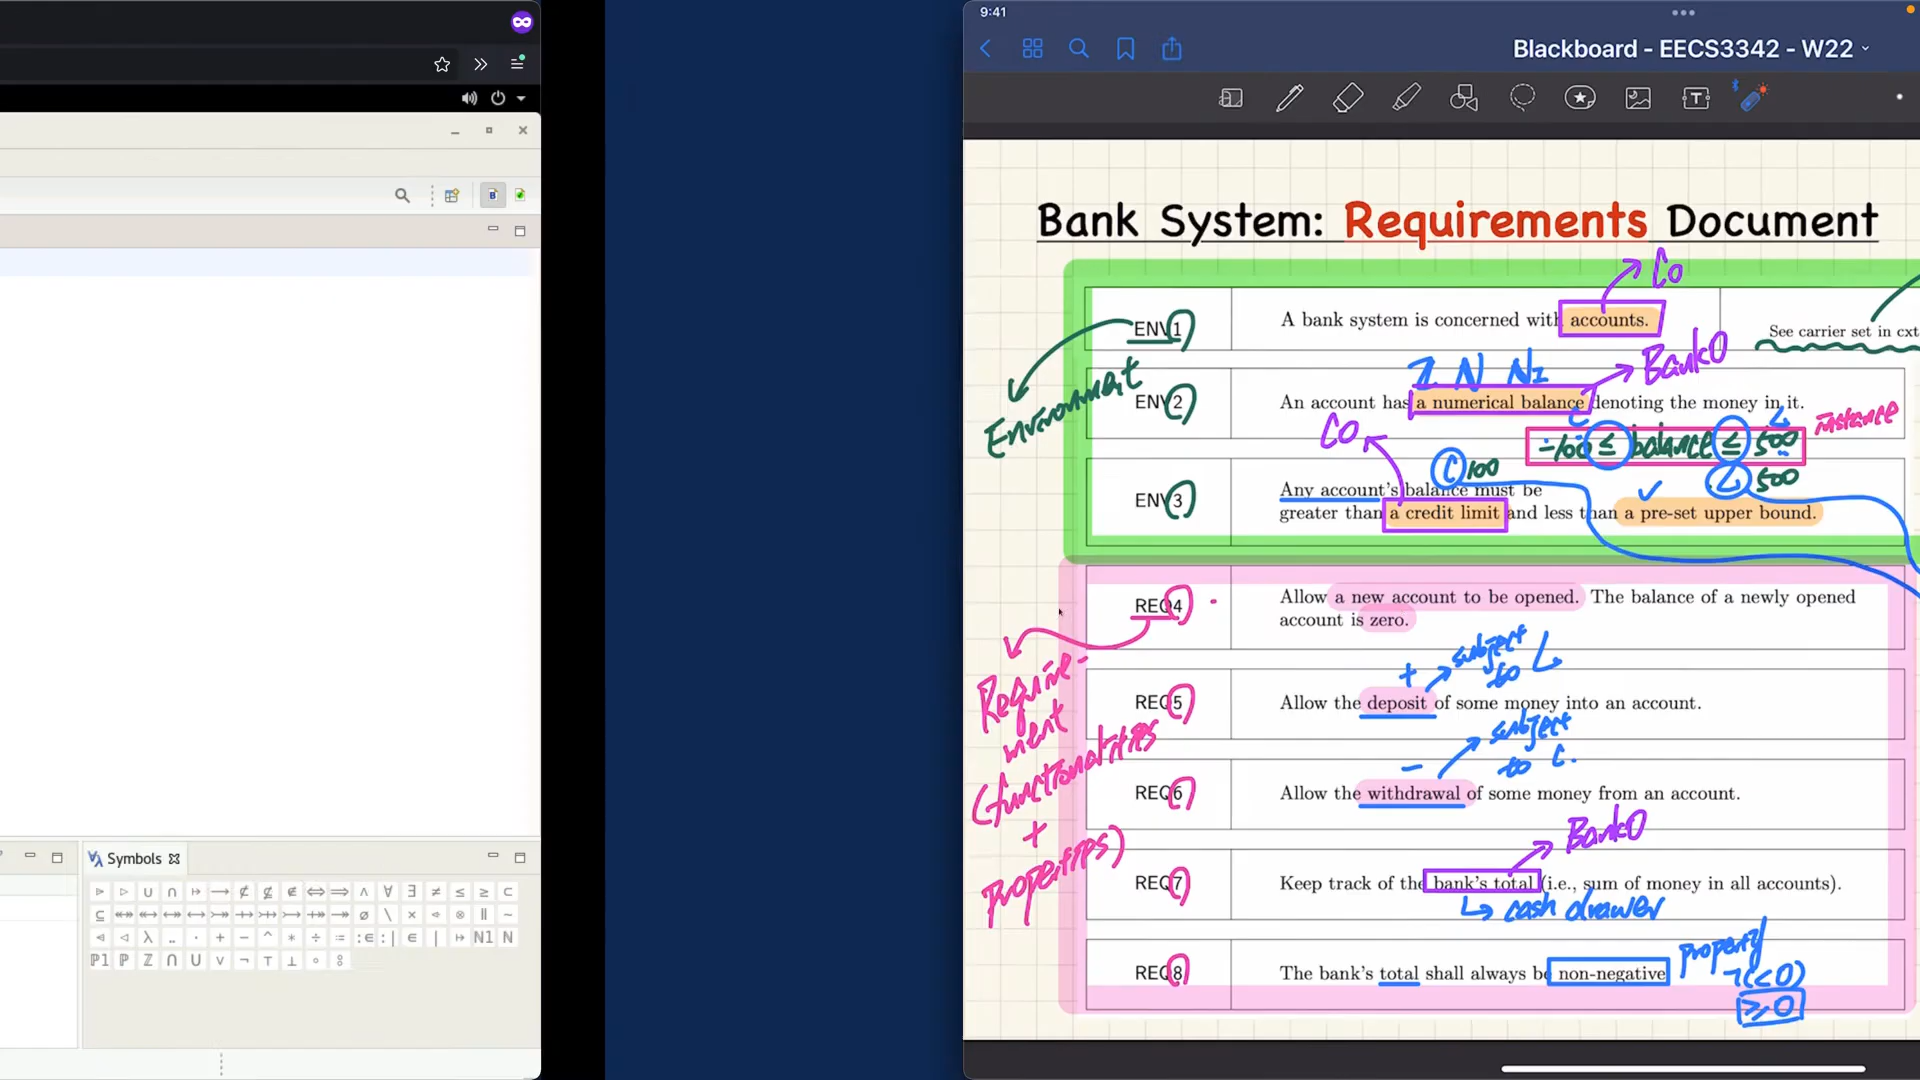 9:41
Blackboard - EECS3342 - W22
Bank System: Requirements Document
C0
ENV1
A bank system is concerned with accounts.
See carrier set in cxt
Environment
Z N N1
Bank0
ENV2
An account has a numerical balance denoting the money in it.
C0
-100 ≤ balance ≤ 500
instance
C 100
L 500
ENV3
Any account's balance must be
greater than a credit limit and less than a pre-set upper bound.
REQ4
Allow a new account to be opened. The balance of a newly opened
account is zero.
Require-
ment
(functionalities
+
properties)
+ subject
to L
REQ5
Allow the deposit of some money into an account.
- subject
to C.
REQ6
Allow the withdrawal of some money from an account.
Bank0
REQ7
Keep track of the bank's total (i.e., sum of money in all accounts).
cash drawer
REQ8
The bank's total shall always be non-negative
property
¬(<0)
≥0
Symbols